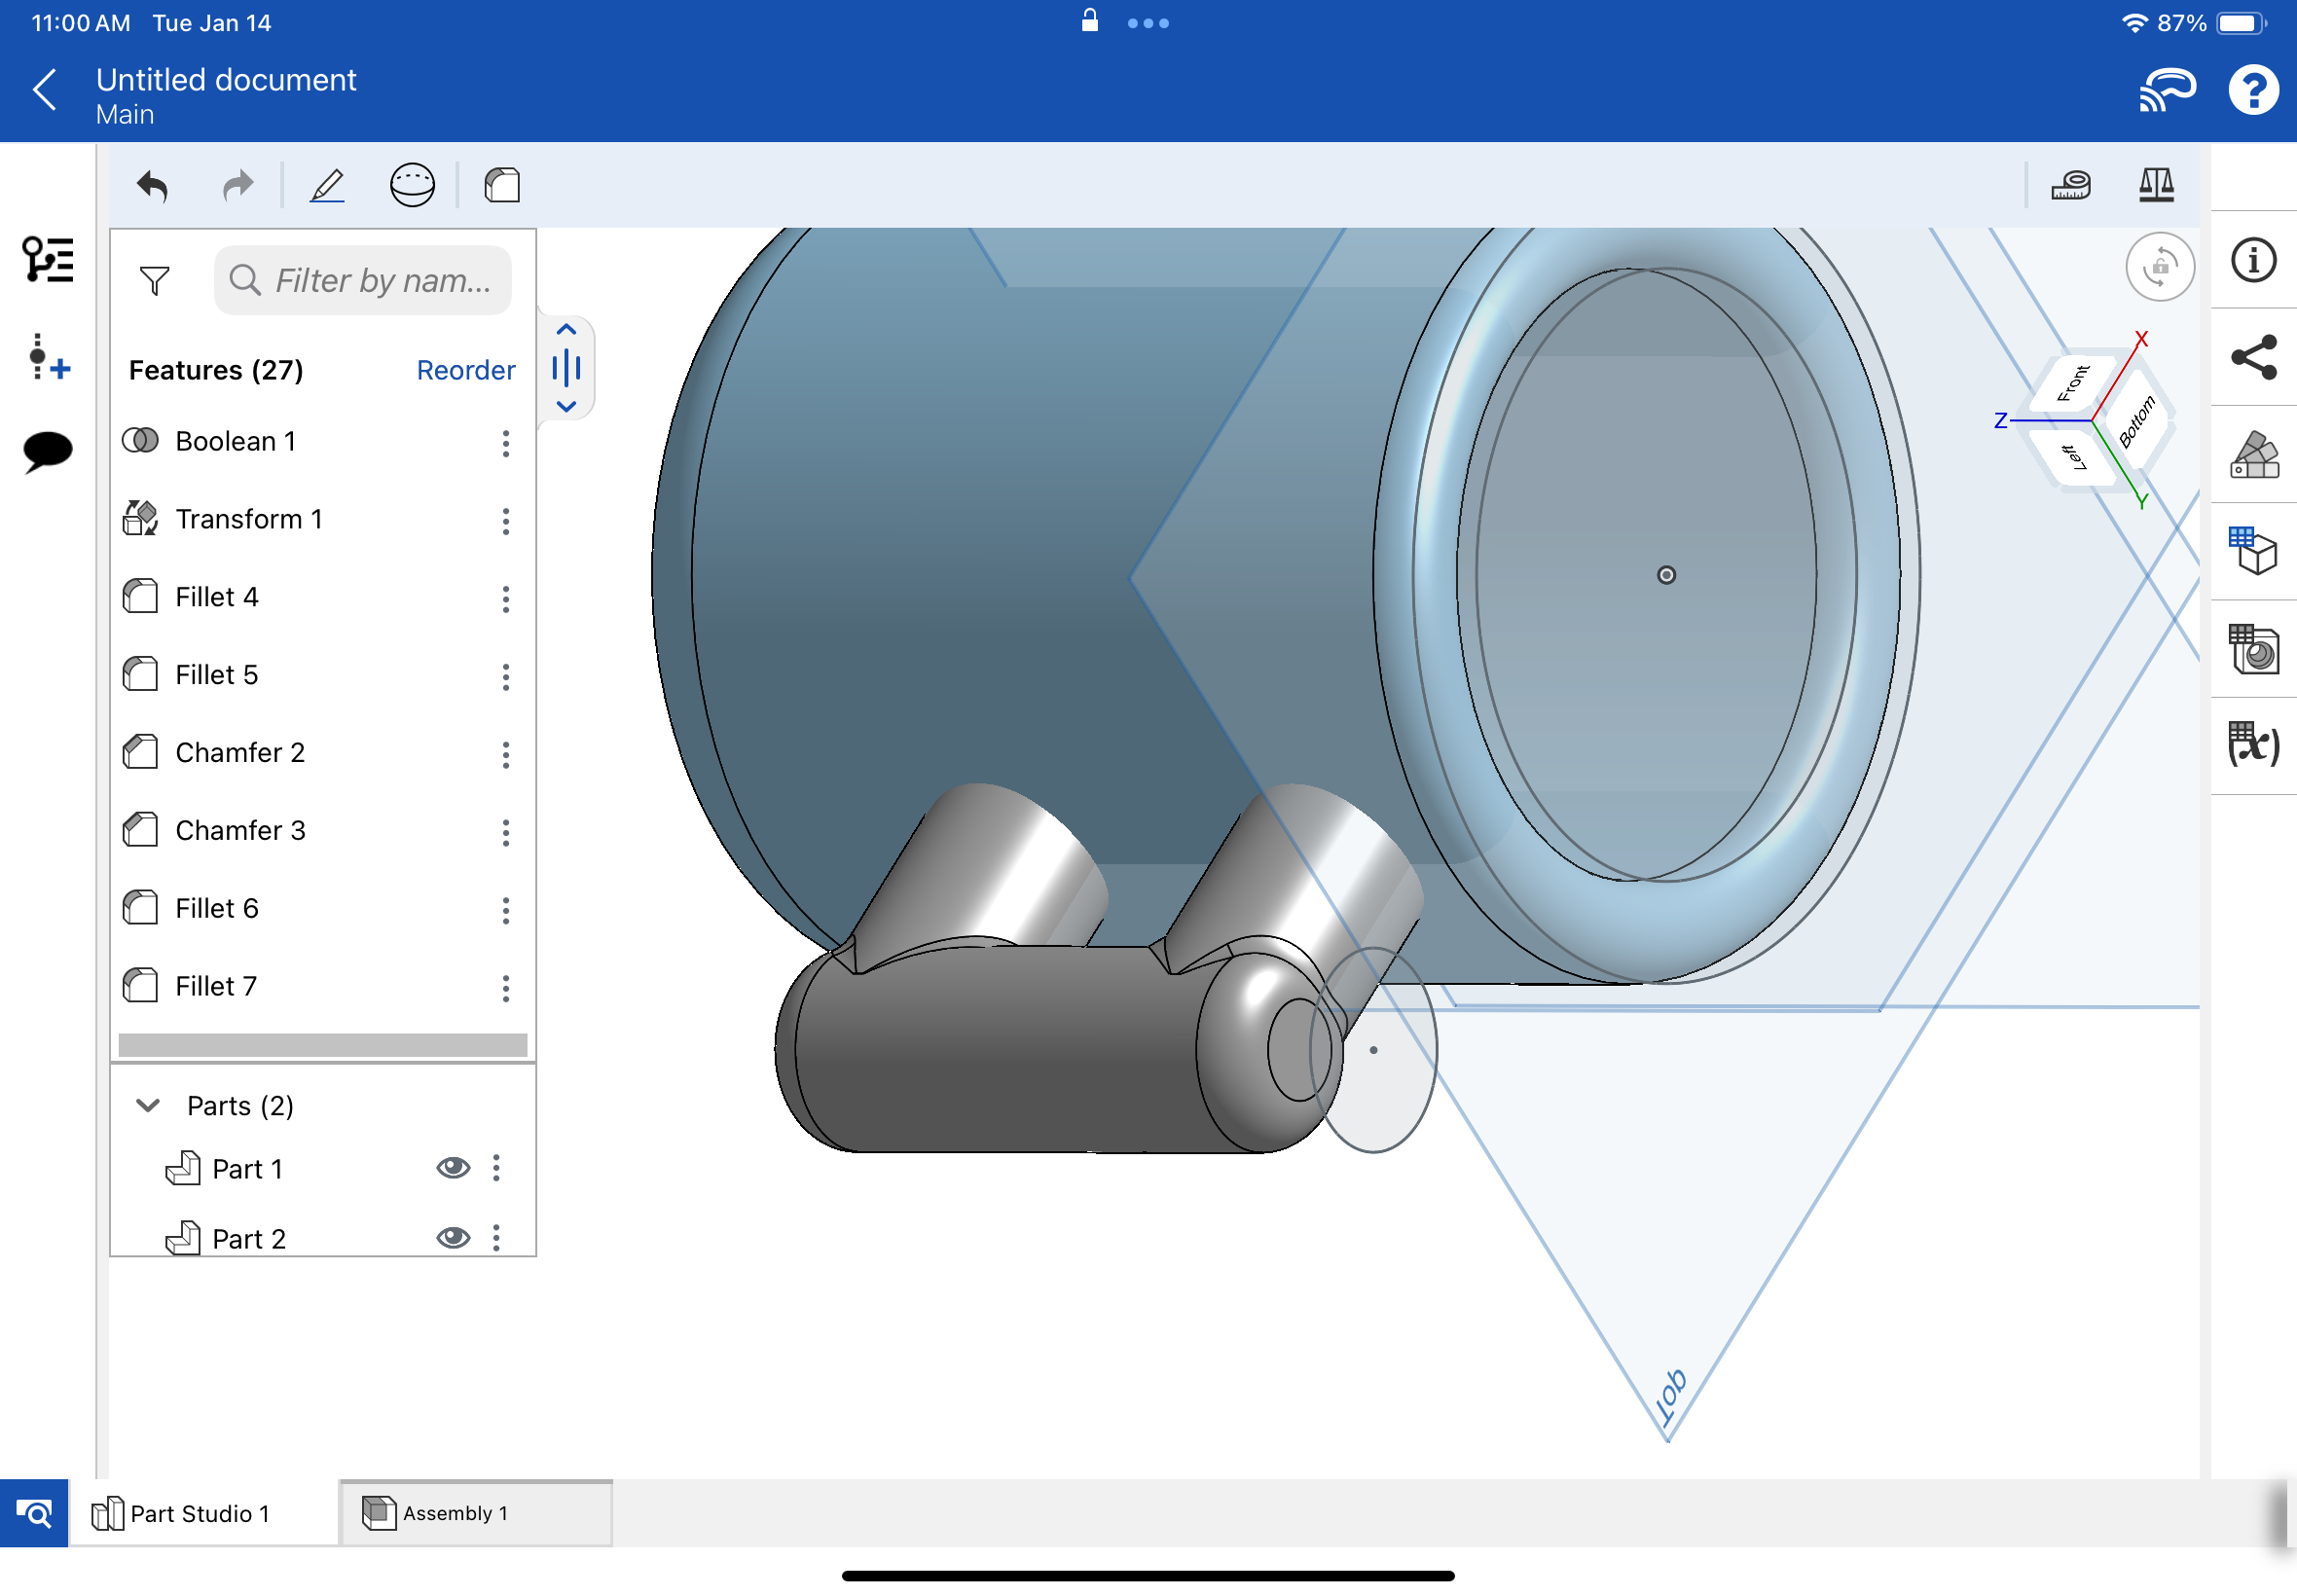 11:00 AM Tue Jan 14
87%
Untitled document
Main
?
Filter by nam...
Features (27) Reorder
Boolean 1
Transform 1
Fillet 4
Fillet 5
Chamfer 2
Chamfer 3
Fillet 6
Fillet 7
Parts (2)
Part 1
Part 2
X
Front
Z
Bottom
Left
Y
i
(x)
Top
Part Studio 1
Assembly 1